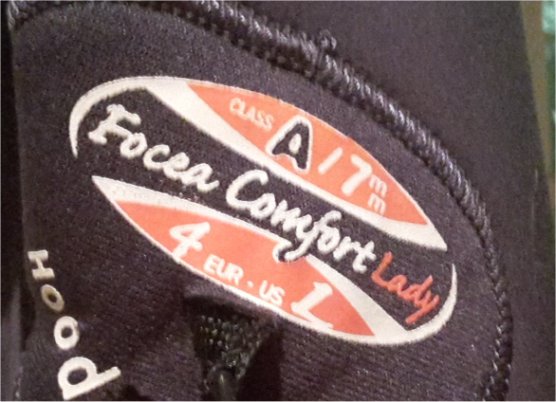 CLASS A / 7mm
Focea Comfort Lady
4 EUR . US L
HOOD